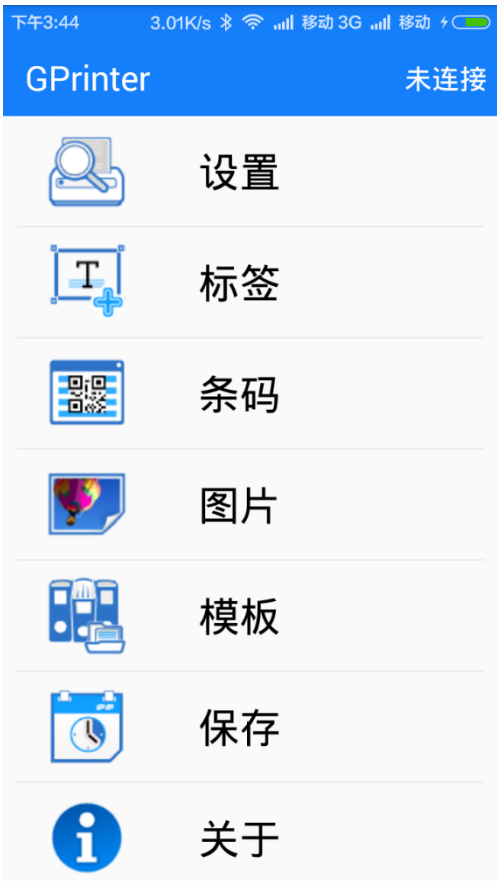 下午3:44 3.01K/s 移动 3G 移动
GPrinter 未连接
设置
T 标签
条码
图片
模板
保存
关于